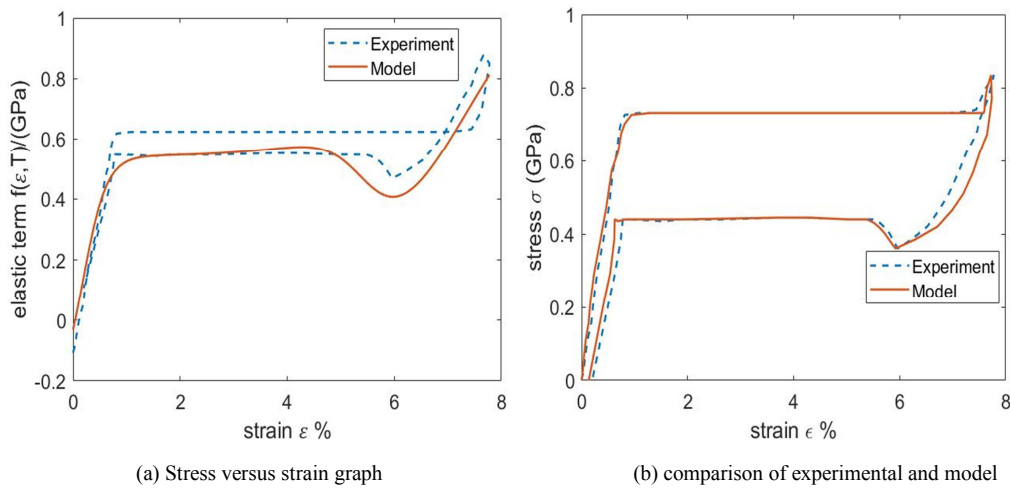 1
0.8
0.6
0.4
0.2
0
-0.2
elastic term f(ε,T)/(GPa)
Experiment
Model
0 2 4 6 8
strain ε %
(a) Stress versus strain graph
1
0.8
0.6
0.4
0.2
0
stress σ (GPa)
Experiment
Model
0 2 4 6 8
strain ϵ %
(b) comparison of experimental and model